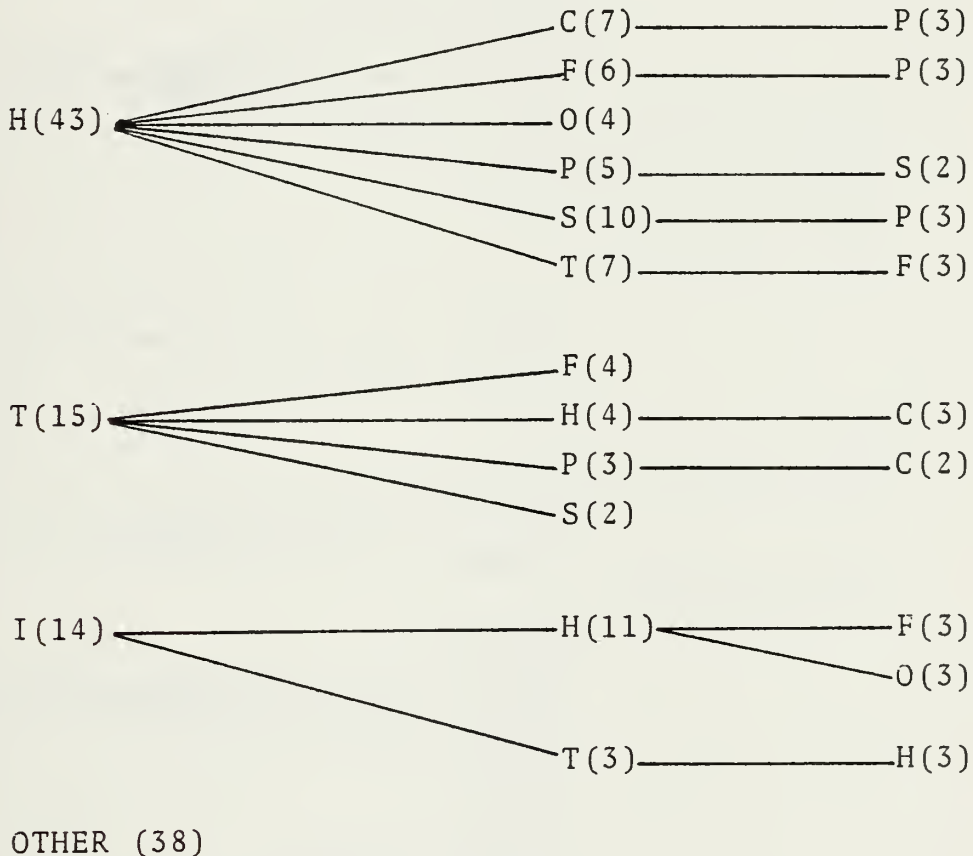 C(7) P(3)
F(6) P(3)
H(43) O(4)
P(5) S(2)
S(10) P(3)
T(7) F(3)
F(4)
T(15) H(4) C(3)
P(3) C(2)
S(2)
I(14) H(11) F(3)
O(3)
T(3) H(3)
OTHER (38)